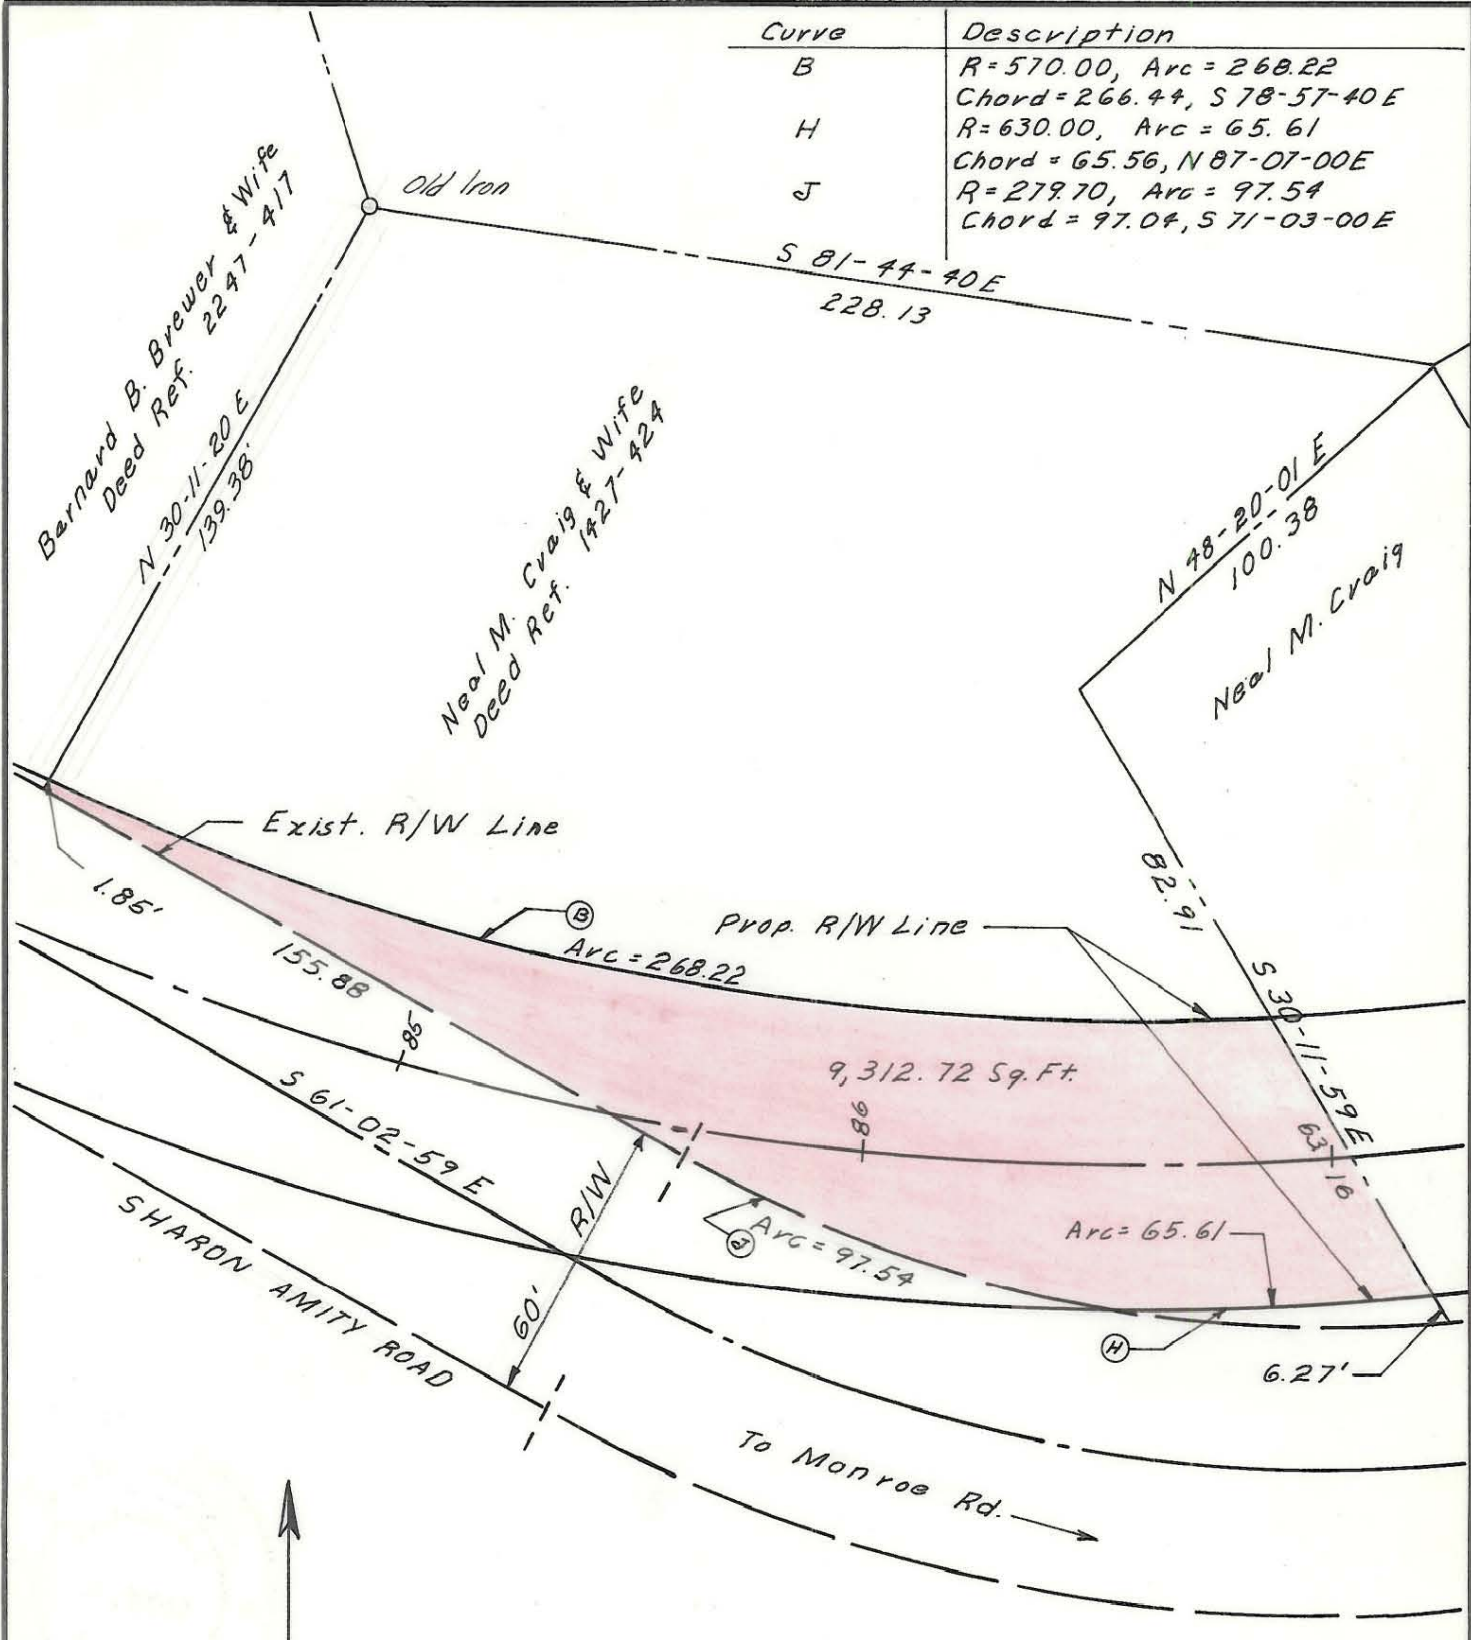 Curve Description
B R=570.00, Arc = 268.22
Chord = 266.44, S 78-57-40 E
H R=630.00, Arc = 65.61
Chord = 65.56, N 87-07-00E
J R=279.70, Arc = 97.54
Chord = 97.04, S 71-03-00E
Old Iron
S 81-44-40E
228.13
Barnard B. Brewer & Wife
Deed Ref. 2247-417
N 30-11-20 E
139.38'
Neal M. Craig & Wife
Deed Ref. 1427-424
N 48-20-01 E
100.38
Neal M. Craig
82.91
S 30-11-59 E
63.16
Exist. R/W Line
1.85'
155.88
B
Arc = 268.22
Prop. R/W Line
9,312.72 Sq. Ft.
85
86
S 61-02-59 E
R/W
60'
J
Arc = 97.54
Arc = 65.61
H
6.27'
SHARON AMITY ROAD
To Monroe Rd.